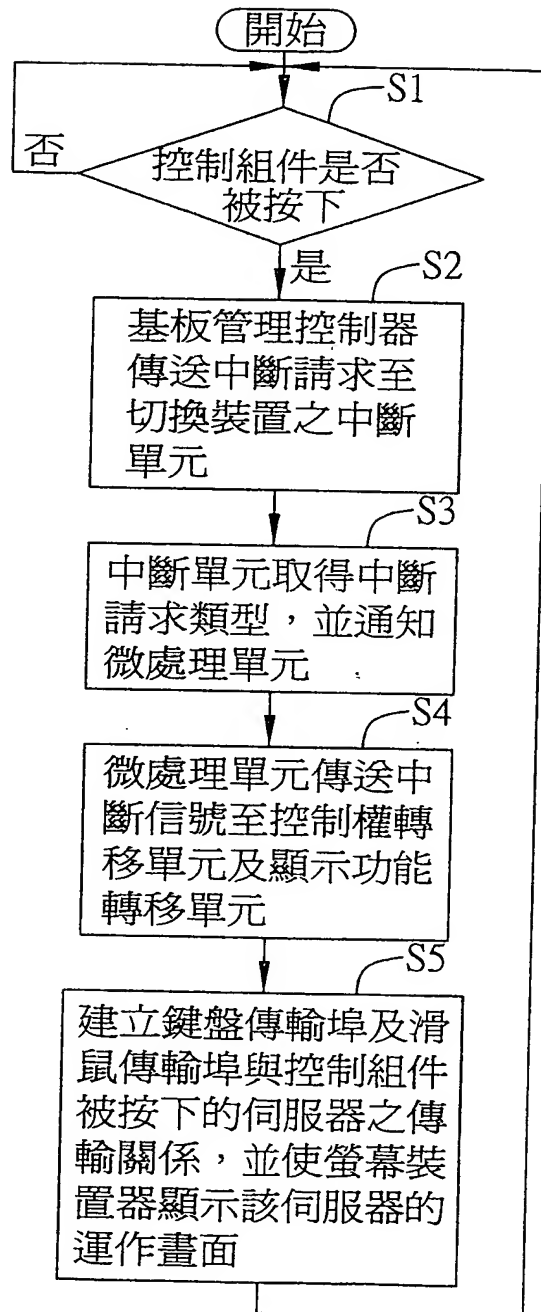 開始
S1
否
控制組件是否
被按下
是
S2
基板管理控制器
傳送中斷請求至
切換裝置之中斷
單元
S3
中斷單元取得中斷
請求類型，並通知
微處理單元
S4
微處理單元傳送中
斷信號至控制權轉
移單元及顯示功能
轉移單元
S5
建立鍵盤傳輸埠及滑
鼠傳輸埠與控制組件
被按下的伺服器之傳
輸關係，並使螢幕裝
置器顯示該伺服器的
運作畫面